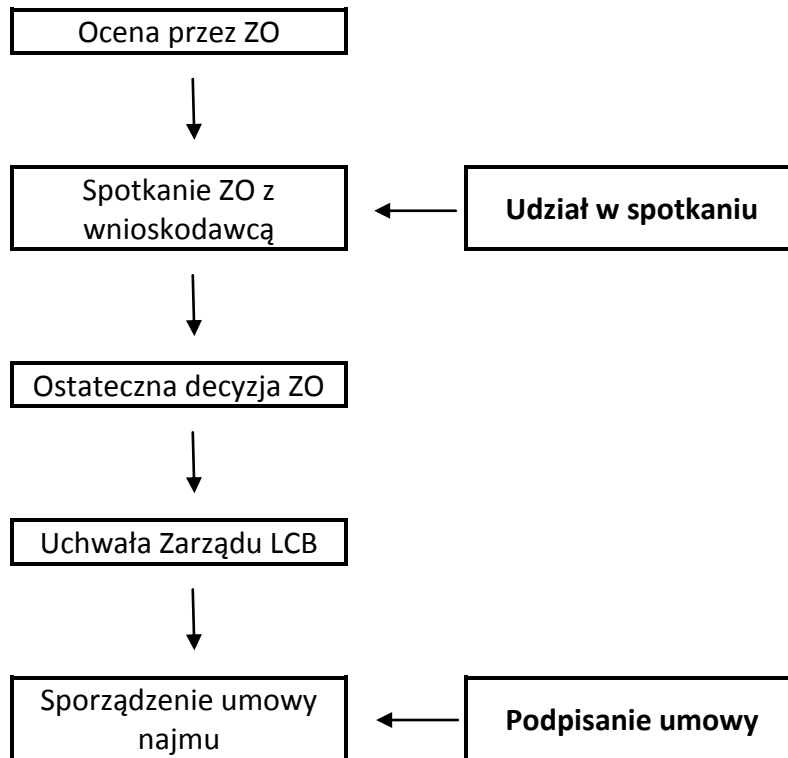 Ocena przez ZO
Spotkanie ZO z
wnioskodawcą
Udział w spotkaniu
Ostateczna decyzja ZO
Uchwała Zarządu LCB
Sporządzenie umowy
najmu
Podpisanie umowy